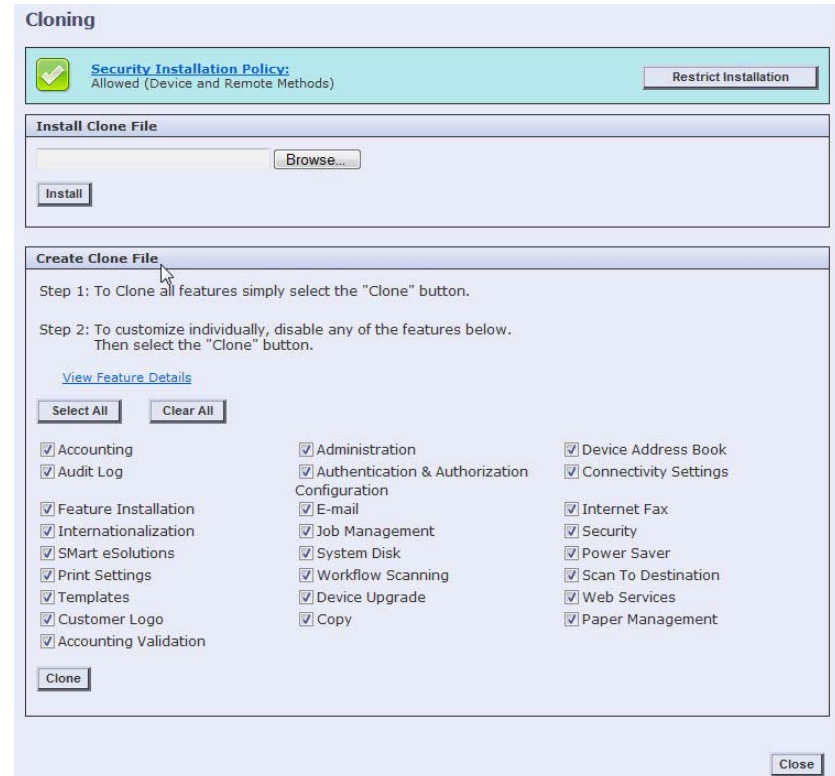 Cloning
Security Installation Policy:
Allowed (Device and Remote Methods)
Restrict Installation
Install Clone File
Browse...
Install
Create Clone File
Step 1: To Clone all features simply select the "Clone" button.
Step 2: To customize individually, disable any of the features below.
Then select the "Clone" button.
View Feature Details
Select All Clear All
Accounting Administration Device Address Book
Audit Log Authentication & Authorization Connectivity Settings
Configuration
Feature Installation E-mail Internet Fax
Internationalization Job Management Security
SMart eSolutions System Disk Power Saver
Print Settings Workflow Scanning Scan To Destination
Templates Device Upgrade Web Services
Customer Logo Copy Paper Management
Accounting Validation
Clone
Close